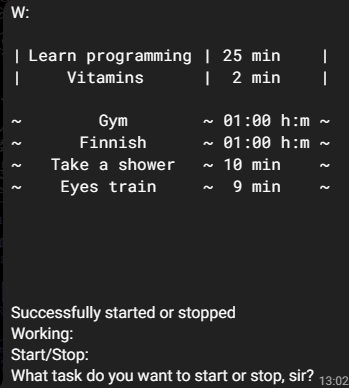 W:
| Learn programming | 25 min    |
|     Vitamins      |  2 min    |
~        Gym        ~ 01:00 h:m ~
~      Finnish      ~ 01:00 h:m ~
~   Take a shower   ~ 10 min    ~
~    Eyes train     ~  9 min    ~
Successfully started or stopped
Working:
Start/Stop:
What task do you want to start or stop, sir? 13:02